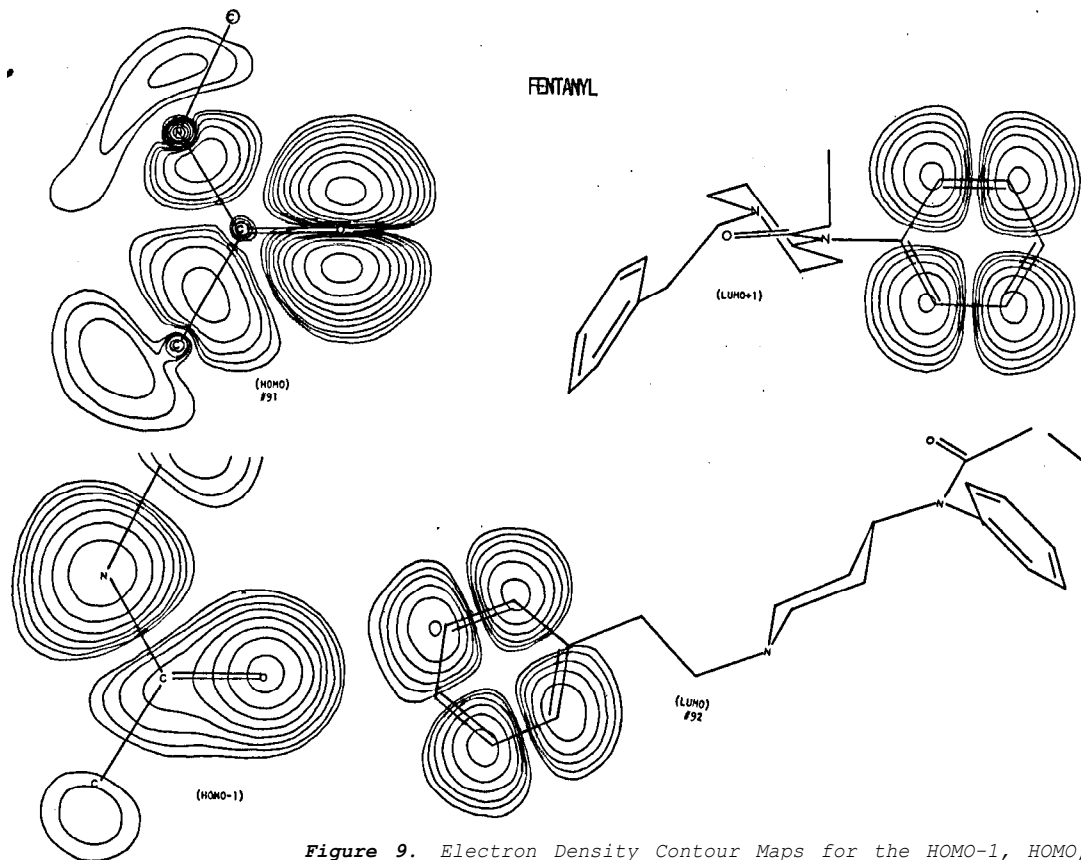 FENTANYL
C
N
C
O
C
(HOMO)
#91
N
O
N
(LUMO+1)
N
C
O
C
(HOMO-1)
O
N
N
(LUMO)
#92
Figure 9. Electron Density Contour Maps for the HOMO-1, HOMO,